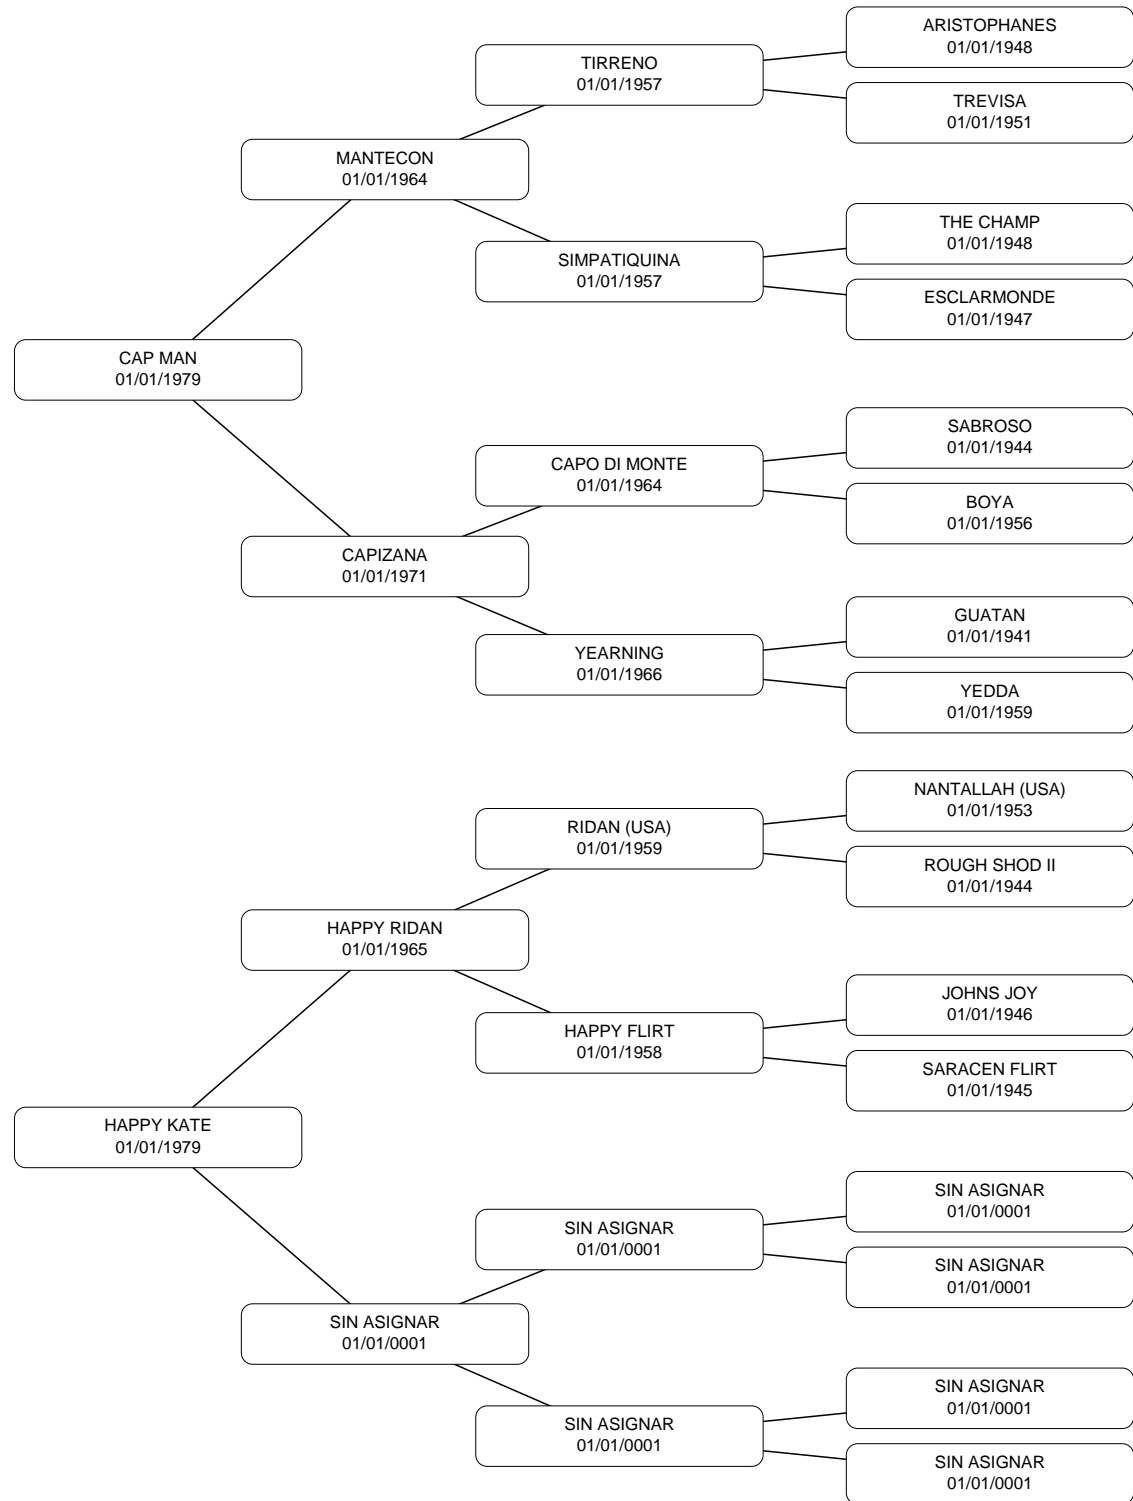 ARISTOPHANES
01/01/1948
TIRRENO
01/01/1957
TREVISA
01/01/1951
MANTECON
01/01/1964
THE CHAMP
01/01/1948
SIMPATIQUINA
01/01/1957
ESCLARMONDE
01/01/1947
CAP MAN
01/01/1979
SABROSO
01/01/1944
CAPO DI MONTE
01/01/1964
BOYA
01/01/1956
CAPIZANA
01/01/1971
GUATAN
01/01/1941
YEARNING
01/01/1966
YEDDA
01/01/1959
NANTALLAH (USA)
01/01/1953
RIDAN (USA)
01/01/1959
ROUGH SHOD II
01/01/1944
HAPPY RIDAN
01/01/1965
JOHNS JOY
01/01/1946
HAPPY FLIRT
01/01/1958
SARACEN FLIRT
01/01/1945
HAPPY KATE
01/01/1979
SIN ASIGNAR
01/01/0001
SIN ASIGNAR
01/01/0001
SIN ASIGNAR
01/01/0001
SIN ASIGNAR
01/01/0001
SIN ASIGNAR
01/01/0001
SIN ASIGNAR
01/01/0001
SIN ASIGNAR
01/01/0001